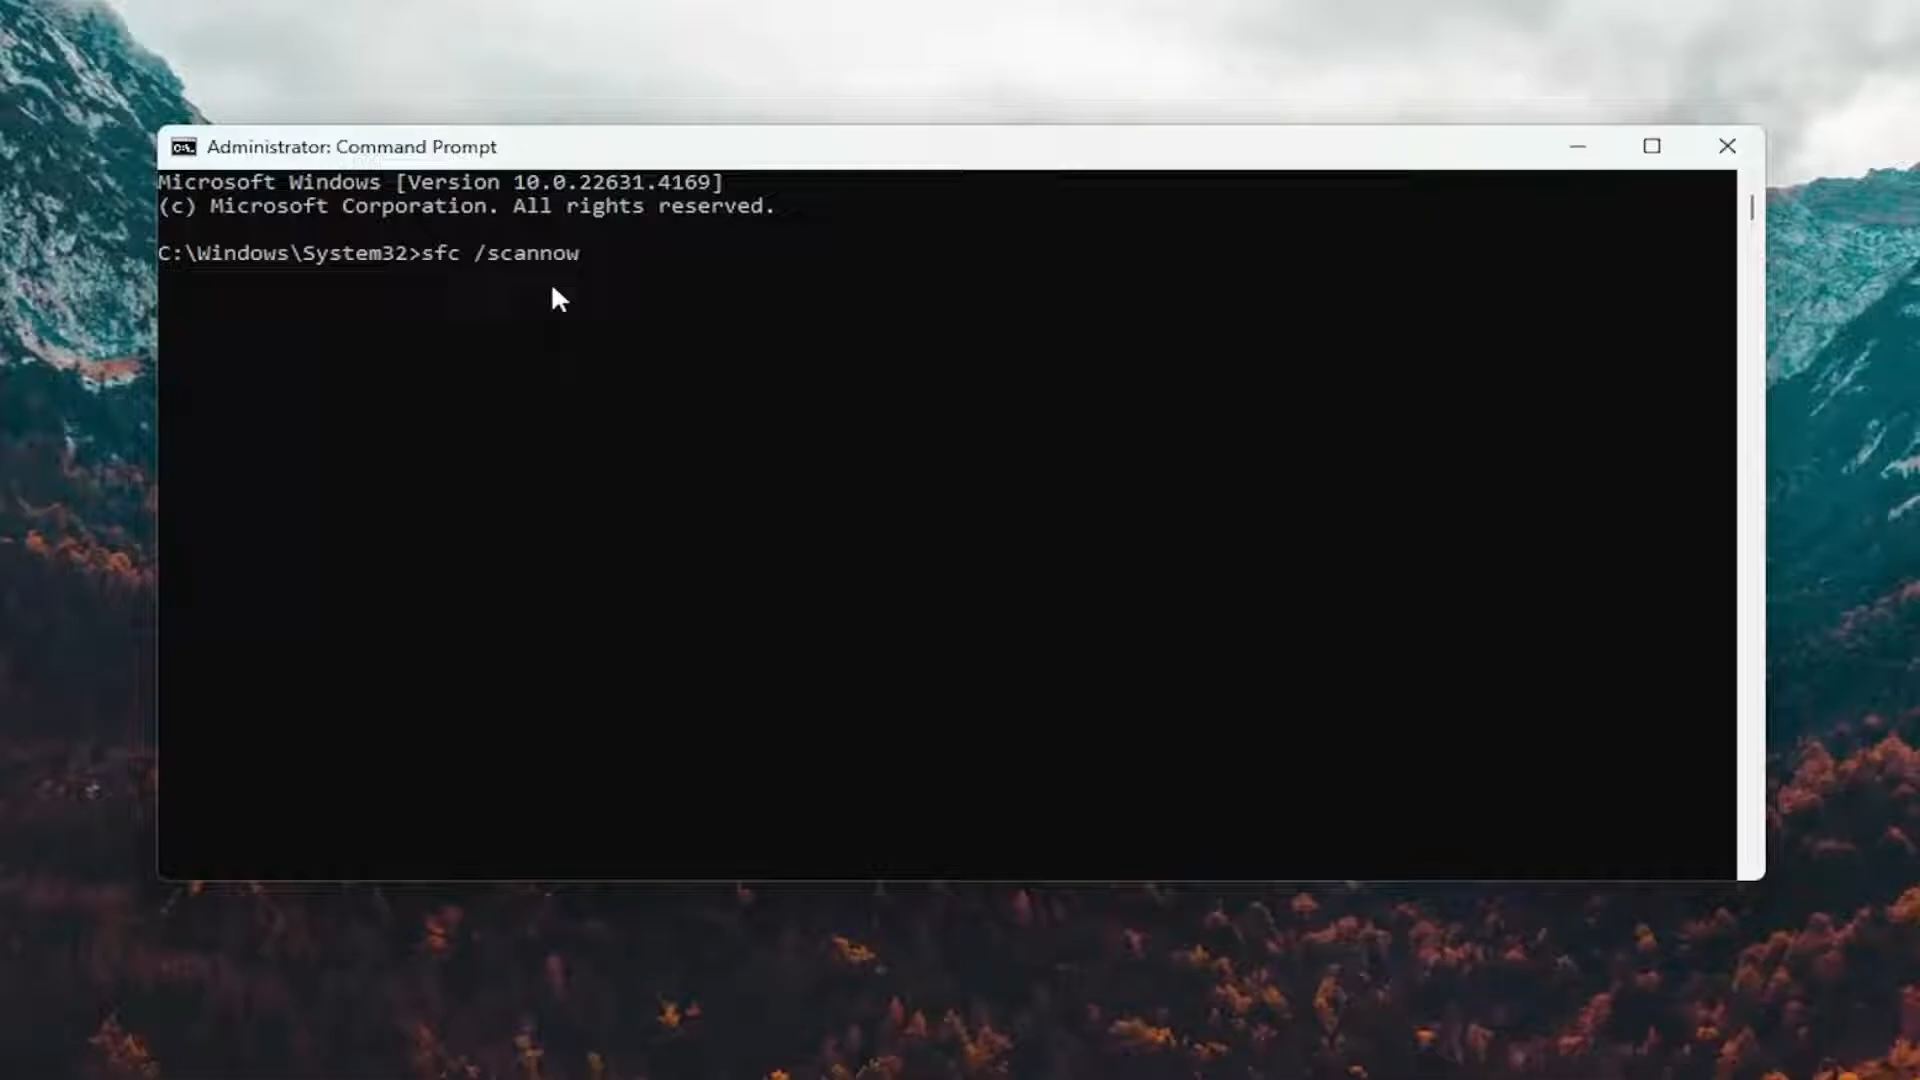 Administrator: Command Prompt
Microsoft Windows [Version 10.0.22631.4169]
(c) Microsoft Corporation. All rights reserved.
C:\Windows\System32>sfc /scannow